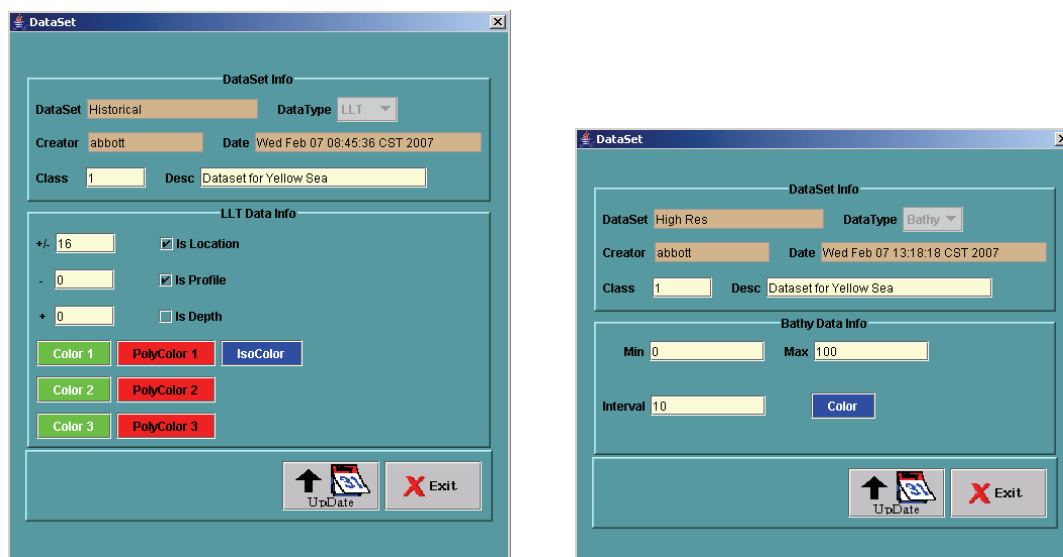 DataSet
DataSet Info
DataSet Historical DataType LLT
Creator abbott Date Wed Feb 07 08:45:36 CST 2007
Class 1 Desc Dataset for Yellow Sea
LLT Data Info
+/- 16 Is Location
- 0 Is Profile
+ 0 Is Depth
Color 1 PolyColor 1 IsoColor
Color 2 PolyColor 2
Color 3 PolyColor 3
31 UpDate X Exit
DataSet
DataSet Info
DataSet High Res DataType Bathy
Creator abbott Date Wed Feb 07 13:18:18 CST 2007
Class 1 Desc Dataset for Yellow Sea
Bathy Data Info
Min 0 Max 100
Interval 10 Color
31 UpDate X Exit